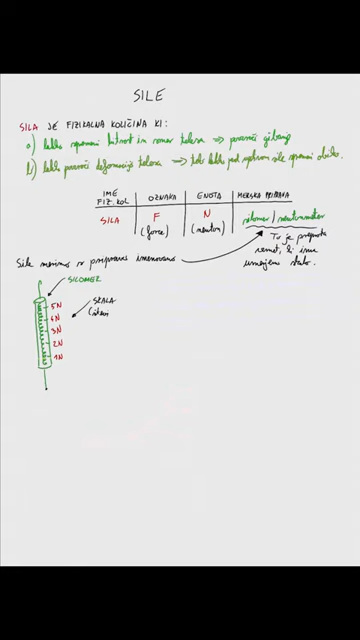 SILE
SILA JE FIZIKALNA KOLIČINA KI:
a) lahko spremeni hitrost in smer telesa ⇒ povzroči gibanje
b) lahko povzroči deformacijo telesa ⇒ telo lahko pod vplivom sile spremeni obliko.
IME FIZ. KOL | OZNAKA | ENOTA | MERSKA PRIPRAVA
SILA | F (force) | N (newton) | silomer / newtonmeter
To je pripomoček
vzmet, ki ima
umerjeno skalo.
Sile merimo s pripravo imenovano
SILOMER
SKALA
5N
4N
3N
2N
1N